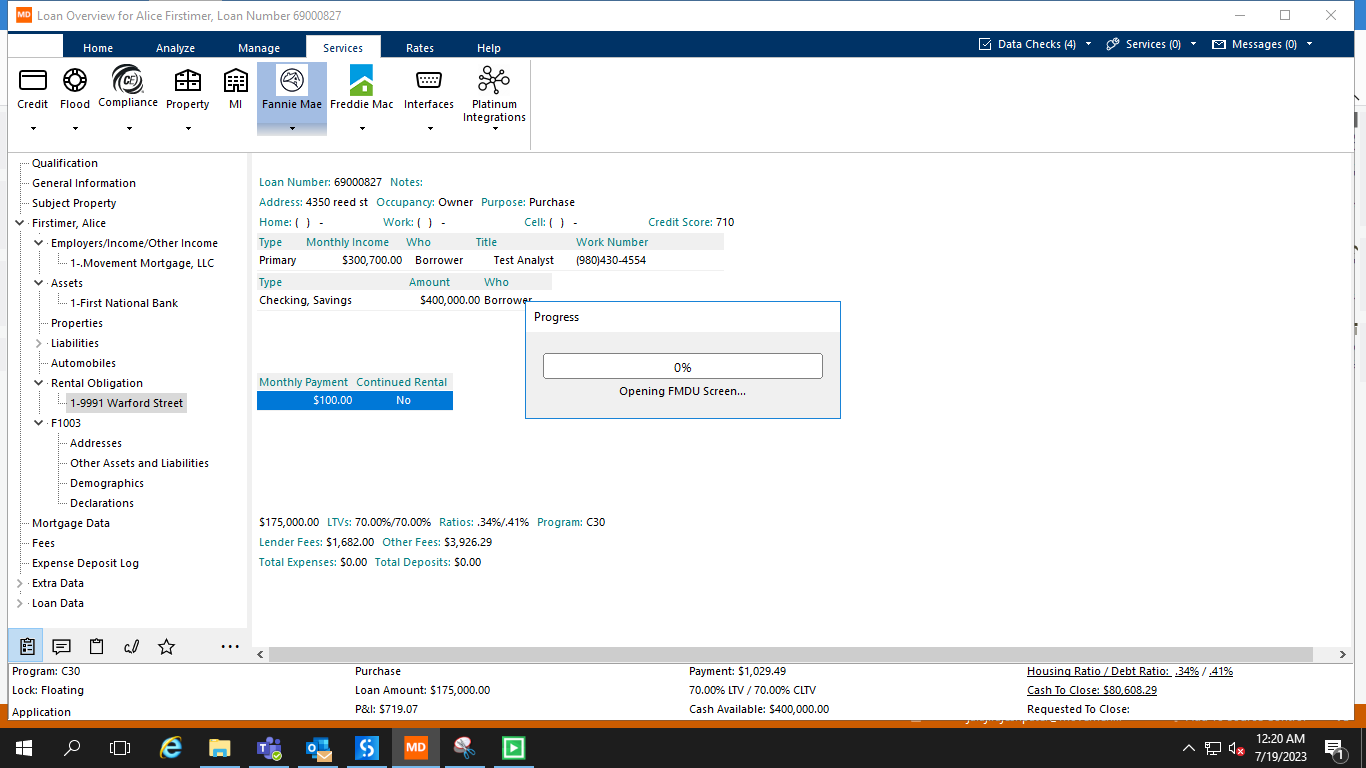 MD Loan Overview for Alice Firstimer, Loan Number 69000827
Home Analyze Manage Services Rates Help Data Checks (4) Services (0) Messages (0)
Credit Flood Compliance Property MI Fannie Mae Freddie Mac Interfaces Platinum Integrations
Qualification
General Information
Subject Property
Firstimer, Alice
Employers/Income/Other Income
1-.Movement Mortgage, LLC
Assets
1-First National Bank
Properties
Liabilities
Automobiles
Rental Obligation
1-9991 Warford Street
F1003
Addresses
Other Assets and Liabilities
Demographics
Declarations
Mortgage Data
Fees
Expense Deposit Log
Extra Data
Loan Data
Loan Number: 69000827 Notes:
Address: 4350 reed st Occupancy: Owner Purpose: Purchase
Home: ( ) - Work: ( ) - Cell: ( ) - Credit Score: 710
Type Monthly Income Who Title Work Number
Primary $300,700.00 Borrower Test Analyst (980)430-4554
Type Amount Who
Checking, Savings $400,000.00 Borrower
Progress
0%
Opening FMDU Screen...
Monthly Payment Continued Rental
$100.00 No
$175,000.00 LTVs: 70.00%/70.00% Ratios: .34%/.41% Program: C30
Lender Fees: $1,682.00 Other Fees: $3,926.29
Total Expenses: $0.00 Total Deposits: $0.00
Program: C30 Purchase Payment: $1,029.49 Housing Ratio / Debt Ratio: .34% / .41%
Lock: Floating Loan Amount: $175,000.00 70.00% LTV / 70.00% CLTV Cash To Close: $80,608.29
Application P&I: $719.07 Cash Available: $400,000.00 Requested To Close:
MD
12:20 AM
7/19/2023
1